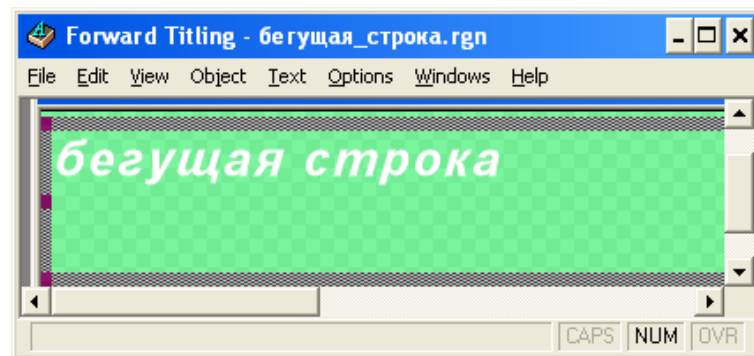 Forward Titling - бегущая_строка.rgn
File Edit View Object Text Options Windows Help
бегущая строка
CAPS NUM OVR